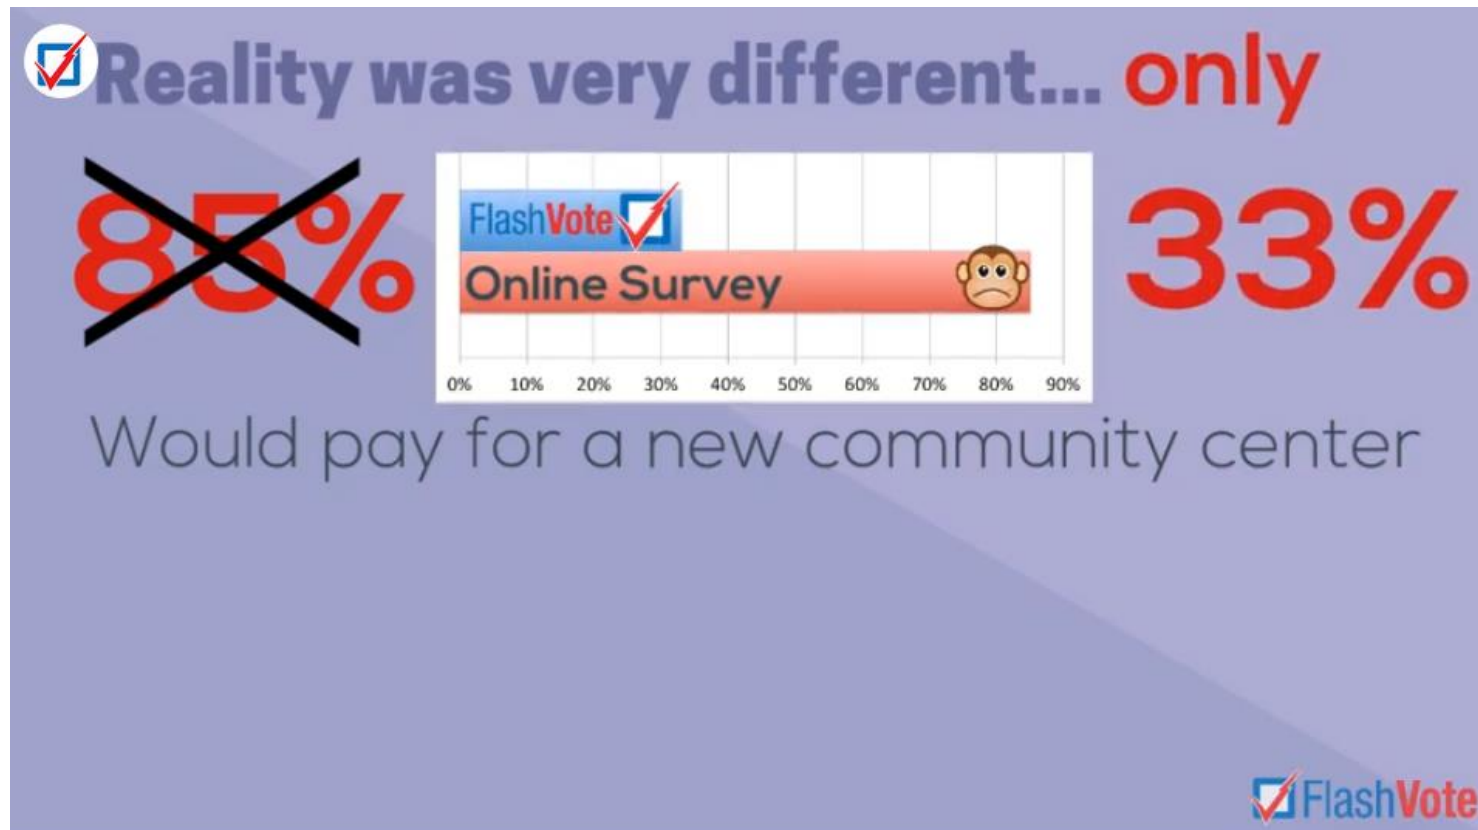 Reality was very different... only
85%
FlashVote
Online Survey
0% 10% 20% 30% 40% 50% 60% 70% 80% 90%
33%
Would pay for a new community center
FlashVote